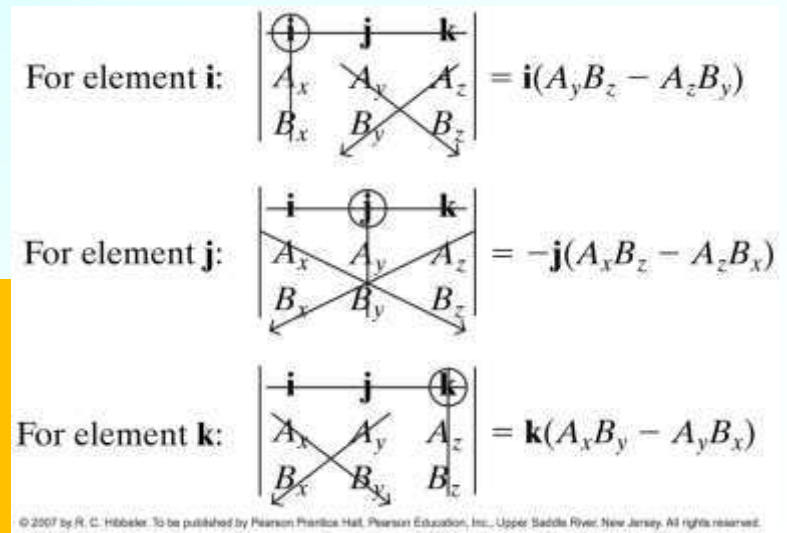 i j k
For element i: A_x A_y A_z = i(A_yB_z − A_zB_y)
B_x B_y B_z
i j k
For element j: A_x A_y A_z = −j(A_xB_z − A_zB_x)
B_x B_y B_z
i j k
For element k: A_x A_y A_z = k(A_xB_y − A_yB_x)
B_x B_y B_z
© 2007 by R. C. Hibbeler. To be published by Pearson Prentice Hall, Pearson Education, Inc., Upper Saddle River, New Jersey. All rights reserved.